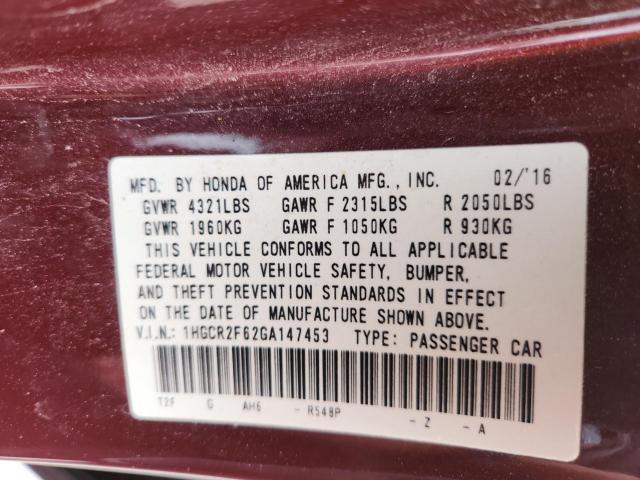 MFD. BY HONDA OF AMERICA MFG., INC. 02/'16
GVWR 4321LBS GAWR F 2315LBS R 2050LBS
GVWR 1960KG GAWR F 1050KG R 930KG
THIS VEHICLE CONFORMS TO ALL APPLICABLE
FEDERAL MOTOR VEHICLE SAFETY, BUMPER,
AND THEFT PREVENTION STANDARDS IN EFFECT
ON THE DATE OF MANUFACTURE SHOWN ABOVE.
V.I.N.: 1HGCR2F62GA147453 TYPE: PASSENGER CAR
T2F G AH6 - R548P - Z - A